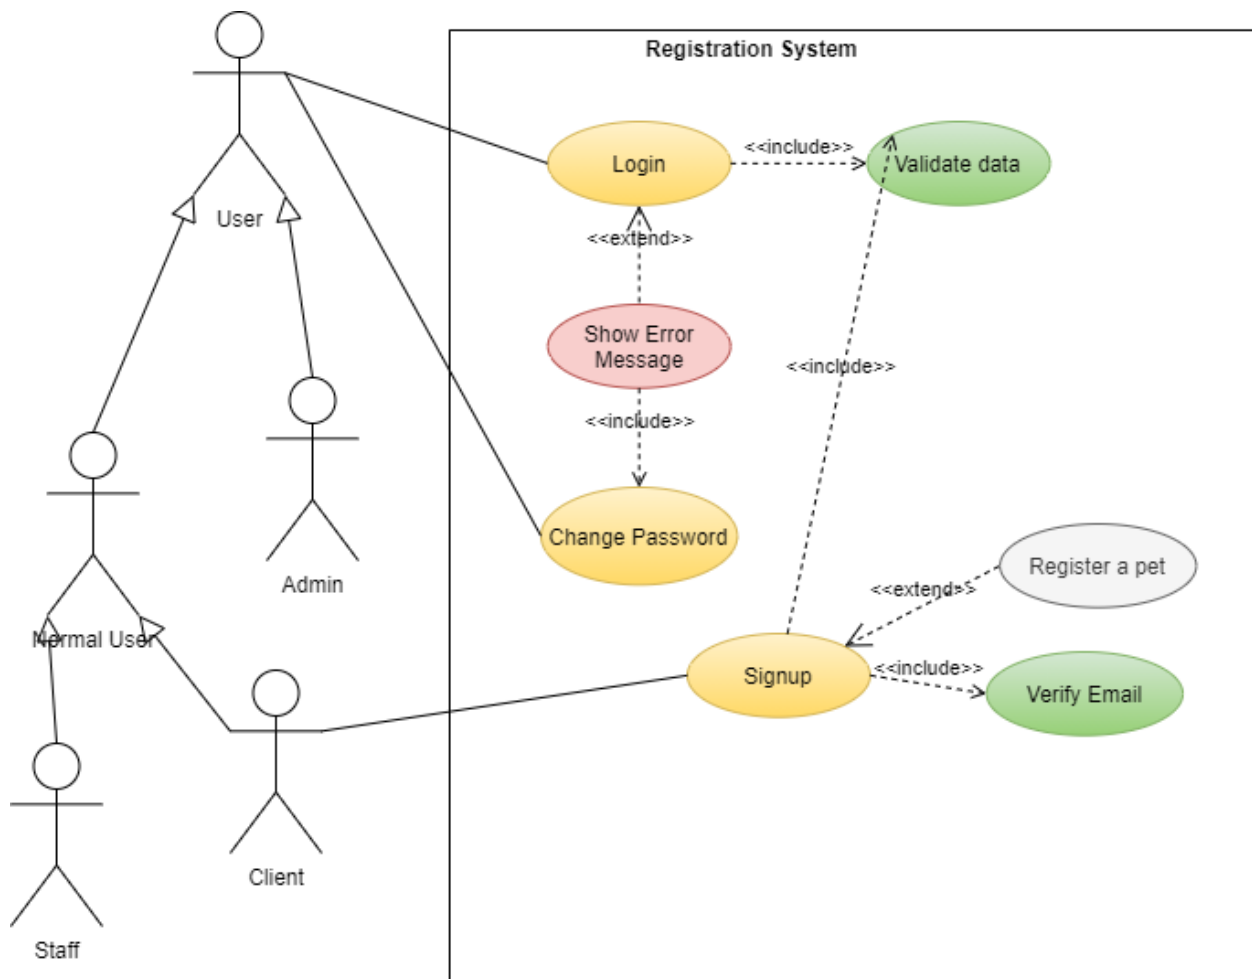 Registration System
Login
<<include>>
Validate data
User
<<extend>>
Show Error
Message
<<include>>
<<include>>
Change Password
Admin
Register a pet
<<extend>>
Normal User
Signup
<<include>>
Verify Email
Client
Staff